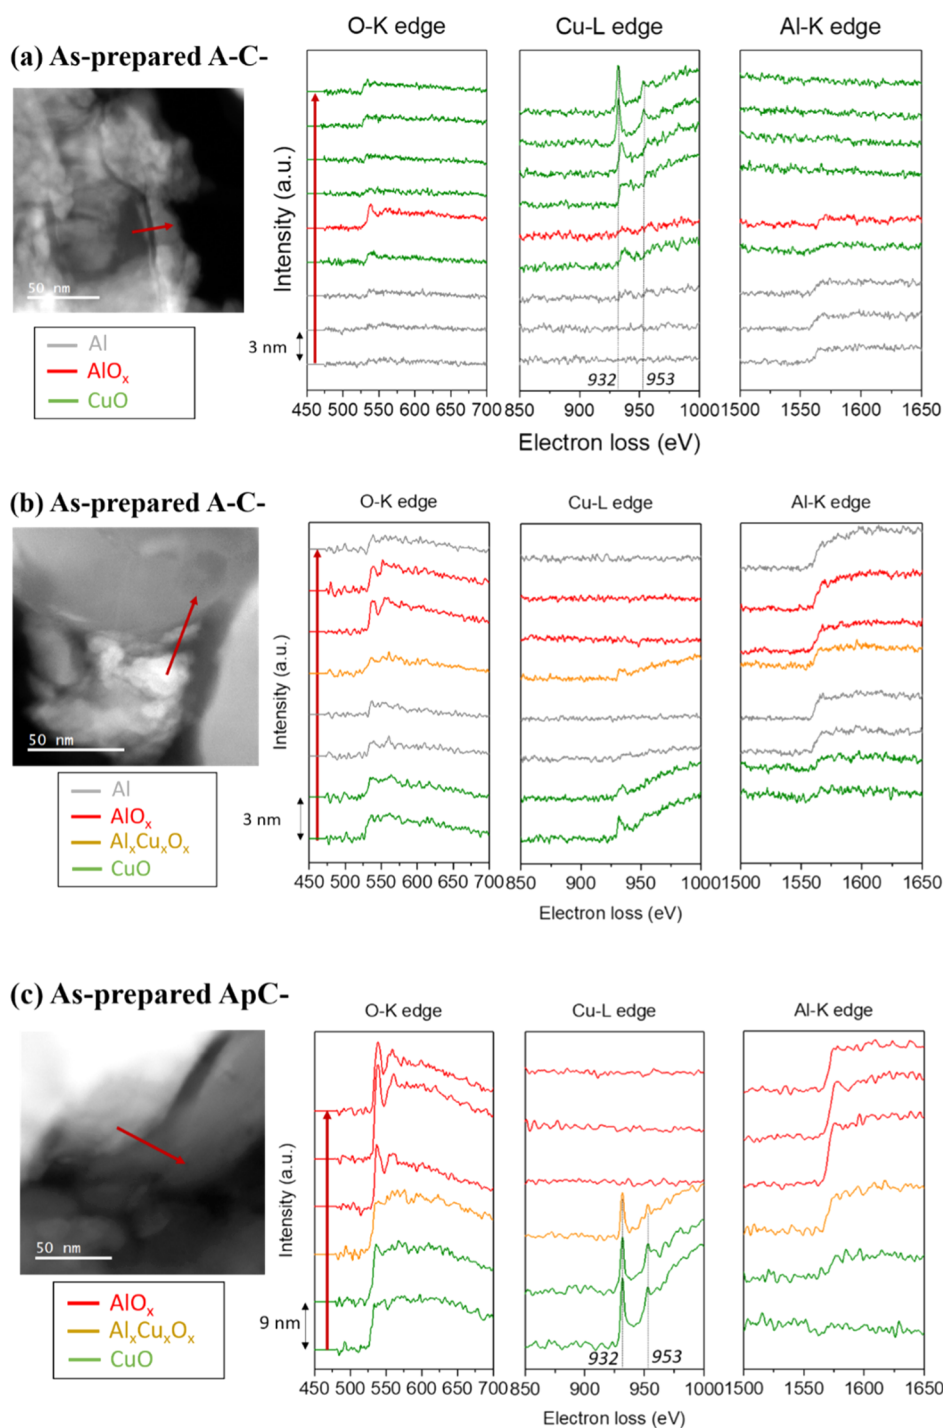 (a) As-prepared A-C-
O-K edge
Cu-L edge
Al-K edge
50 nm
Al
AlOx
CuO
Intensity (a.u.)
3 nm
932
953
450 500 550 600 650 700
850 900 950 1000
1500 1550 1600 1650
Electron loss (eV)
(b) As-prepared A-C-
O-K edge
Cu-L edge
Al-K edge
50 nm
Al
AlOx
AlxCuxOx
CuO
Intensity (a.u.)
3 nm
450 500 550 600 650 700
850 900 950 1000
1500 1550 1600 1650
Electron loss (eV)
(c) As-prepared ApC-
O-K edge
Cu-L edge
Al-K edge
50 nm
AlOx
AlxCuxOx
CuO
Intensity (a.u.)
9 nm
932
953
450 500 550 600 650 700
850 900 950 1000
1500 1550 1600 1650
Electron loss (eV)